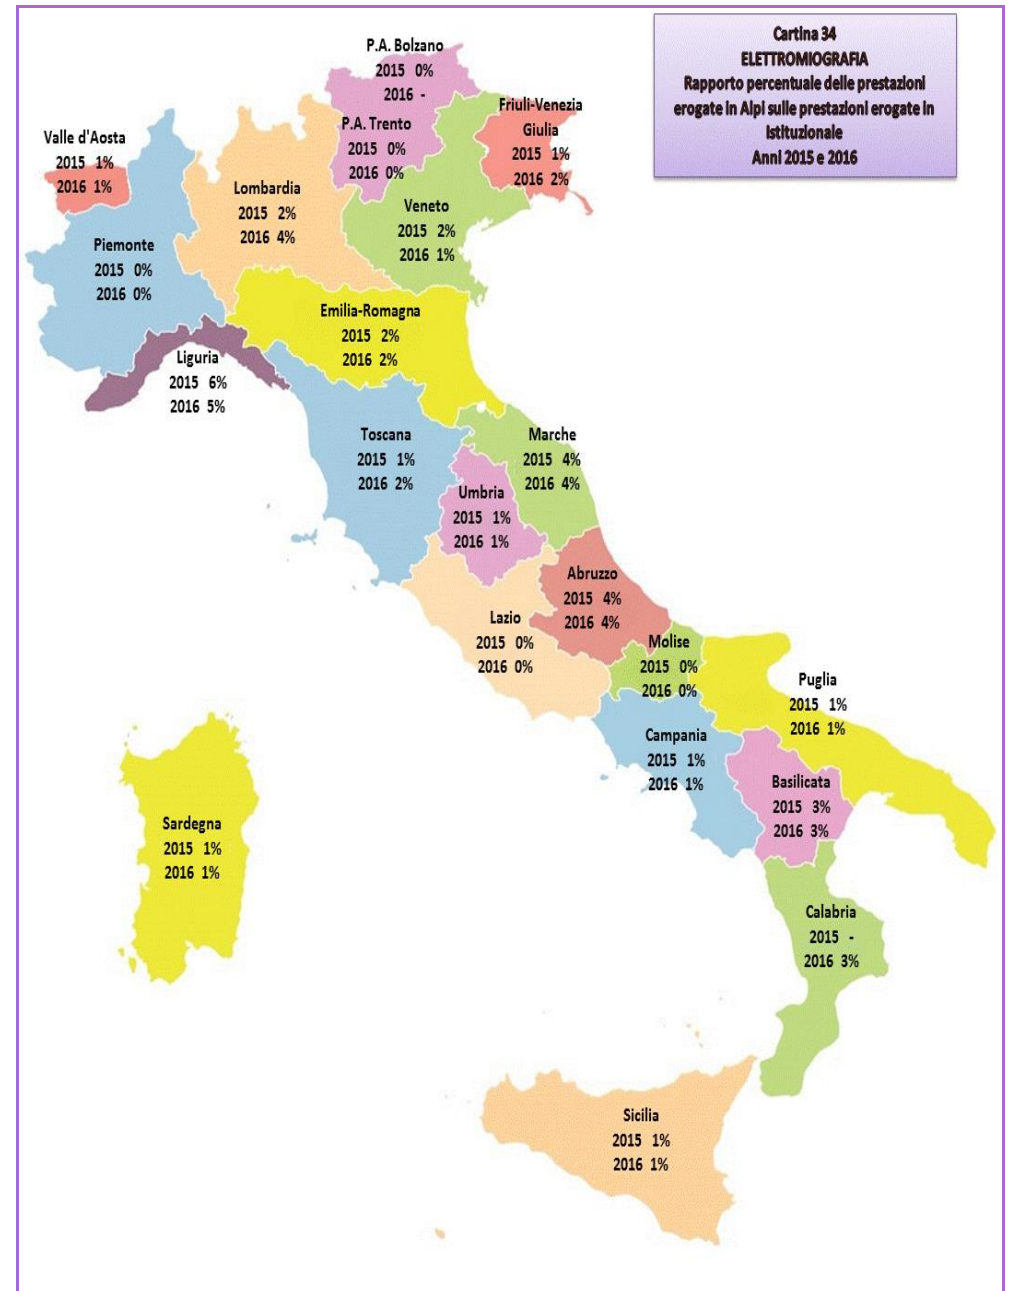 Cartina 34
ELETTROMIOGRAFIA
Rapporto percentuale delle prestazioni
erogate in Alpi sulle prestazioni erogate in
Istituzionale
Anni 2015 e 2016
P.A. Bolzano
2015 0%
2016 -
P.A. Trento
2015 0%
2016 0%
Friuli-Venezia
Giulia
2015 1%
2016 2%
Valle d'Aosta
2015 1%
2016 1%
Lombardia
2015 2%
2016 4%
Veneto
2015 2%
2016 1%
Piemonte
2015 0%
2016 0%
Emilia-Romagna
2015 2%
2016 2%
Liguria
2015 6%
2016 5%
Toscana
2015 1%
2016 2%
Marche
2015 4%
2016 4%
Umbria
2015 1%
2016 1%
Abruzzo
2015 4%
2016 4%
Lazio
2015 0%
2016 0%
Molise
2015 0%
2016 0%
Puglia
2015 1%
2016 1%
Campania
2015 1%
2016 1%
Basilicata
2015 3%
2016 3%
Sardegna
2015 1%
2016 1%
Calabria
2015 -
2016 3%
Sicilia
2015 1%
2016 1%